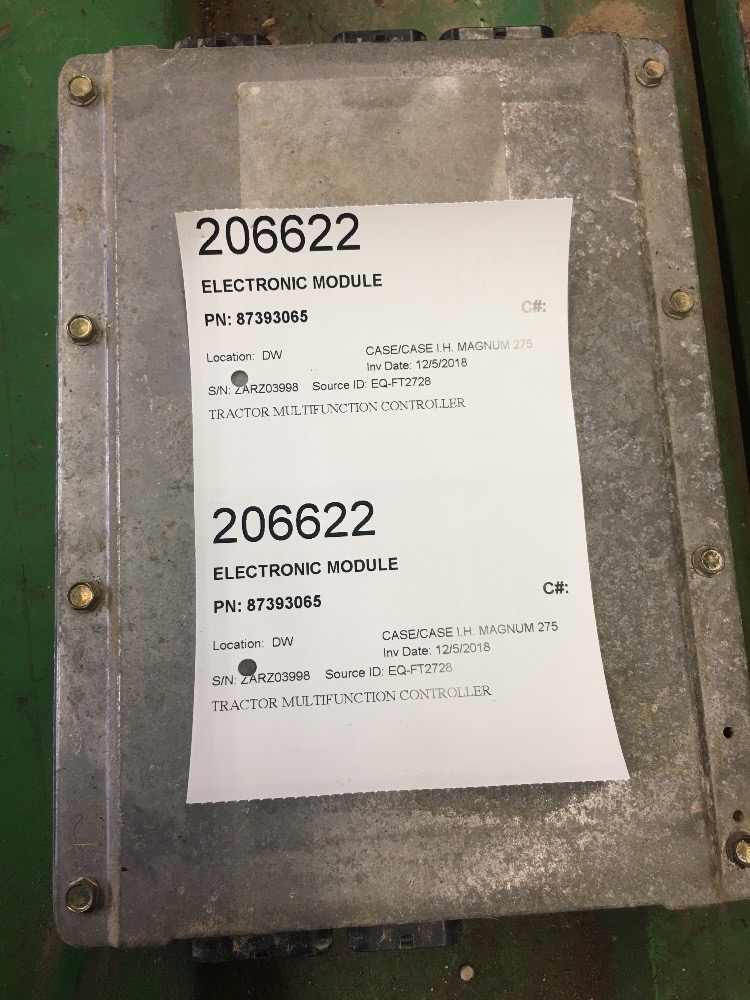 206622
ELECTRONIC MODULE
PN: 87393065
C#:
Location: DW
CASE/CASE I.H. MAGNUM 275
Inv Date: 12/5/2018
S/N: ZARZ03998 Source ID: EQ-FT2728
TRACTOR MULTIFUNCTION CONTROLLER
206622
ELECTRONIC MODULE
PN: 87393065
C#:
Location: DW
CASE/CASE I.H. MAGNUM 275
Inv Date: 12/5/2018
S/N: ZARZ03998 Source ID: EQ-FT2728
TRACTOR MULTIFUNCTION CONTROLLER